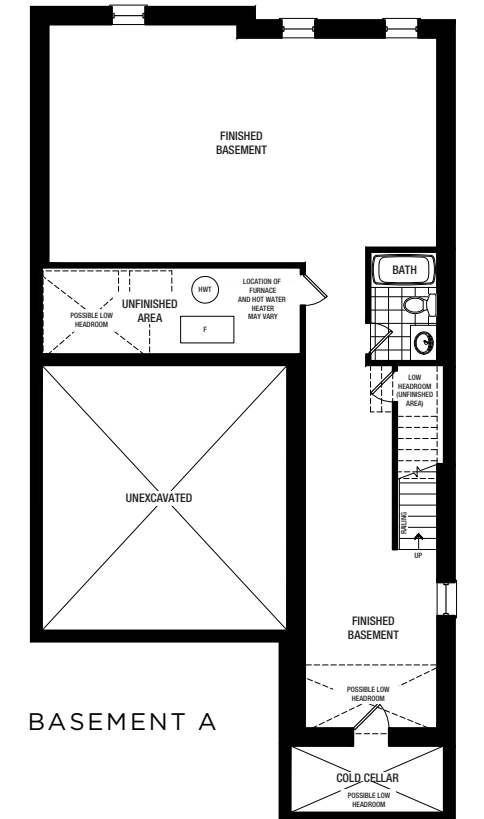 FINISHED
BASEMENT
BATH
LOCATION OF
FURNACE
AND HOT WATER
HEATER
MAY VARY
HWT
UNFINISHED
AREA
POSSIBLE LOW
HEADROOM
F
LOW
HEADROOM
(UNFINISHED
AREA)
UNEXCAVATED
RAILING
UP
FINISHED
BASEMENT
POSSIBLE LOW
HEADROOM
BASEMENT A
COLD CELLAR
POSSIBLE LOW
HEADROOM